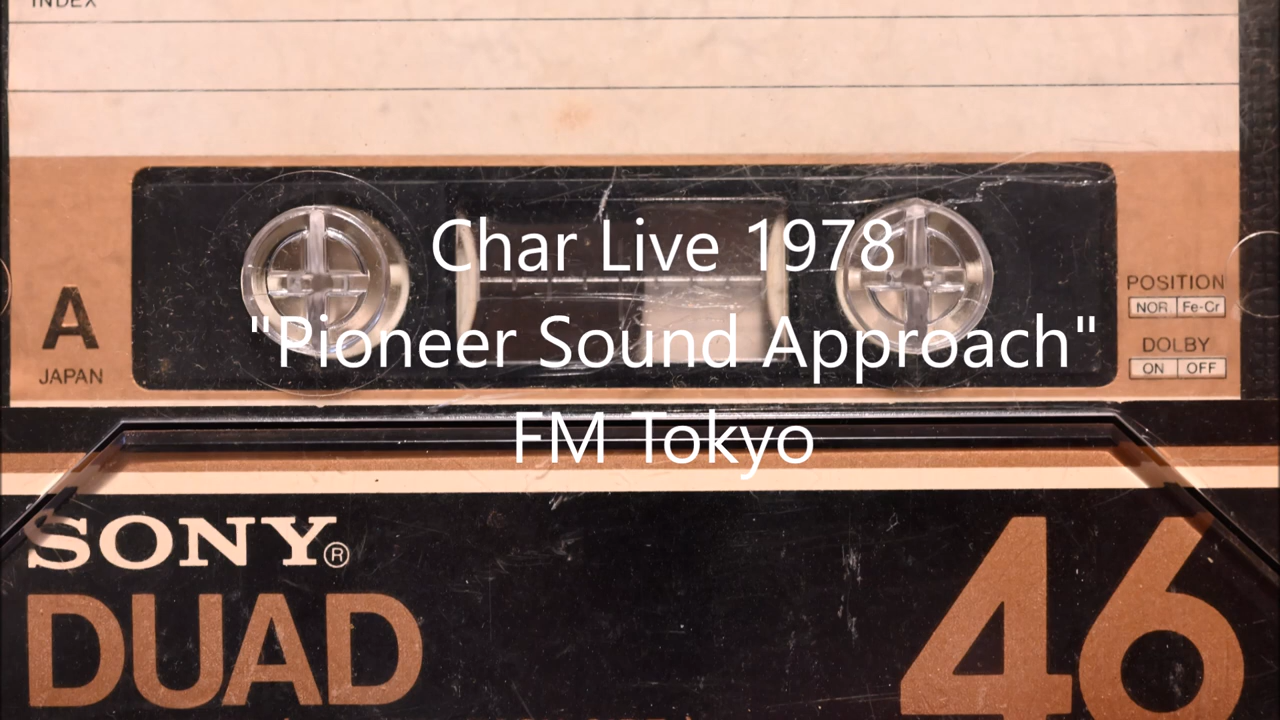 INDEX
Char Live 1978
"Pioneer Sound Approach"
FM Tokyo
A
JAPAN
POSITION
NOR Fe-Cr
DOLBY
ON OFF
SONY®
DUAD
46